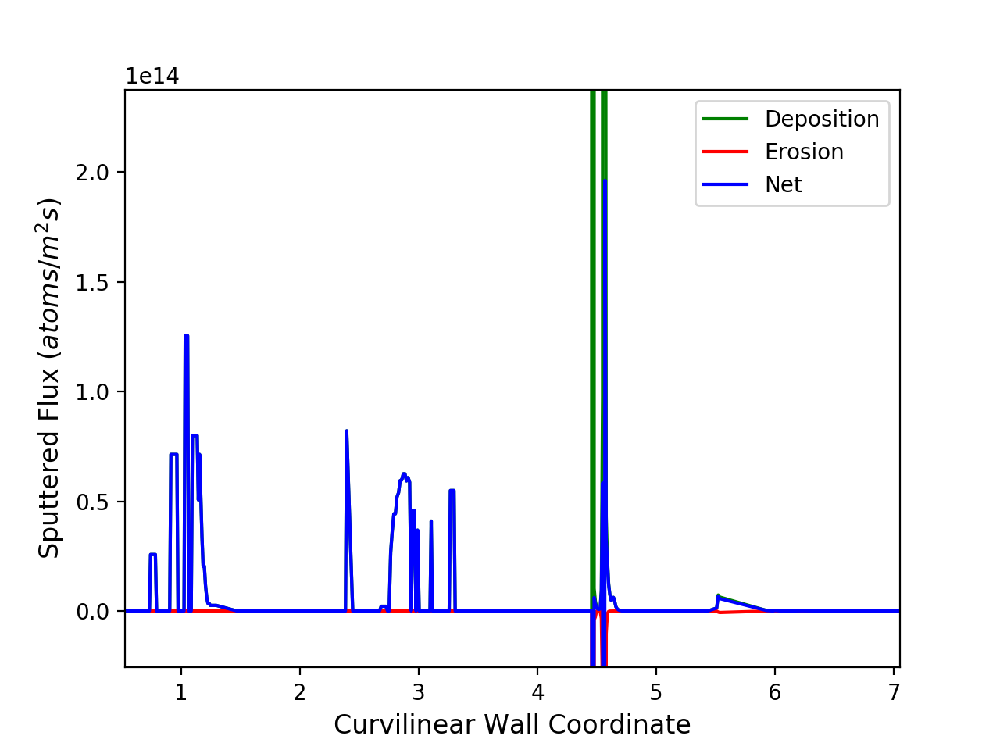 1e14
Deposition
Erosion
Net
2.0
1.5
1.0
0.5
0.0
Sputtered Flux (atoms/m²s)
1 2 3 4 5 6 7
Curvilinear Wall Coordinate